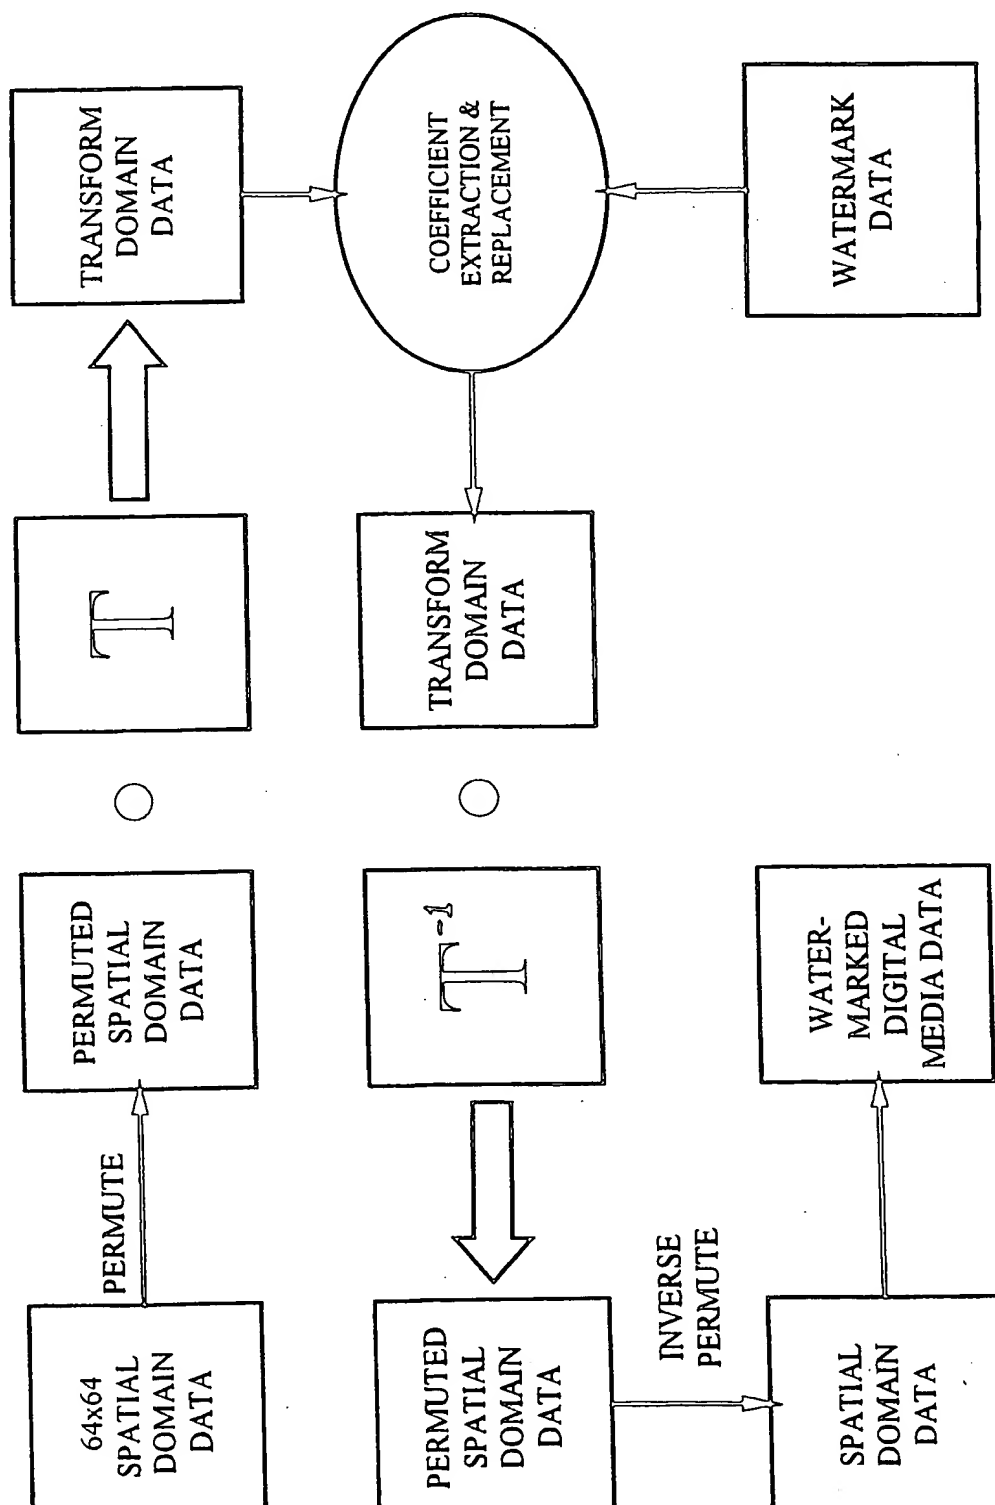 64x64
SPATIAL
DOMAIN
DATA
PERMUTE
PERMUTED
SPATIAL
DOMAIN
DATA
T
TRANSFORM
DOMAIN
DATA
PERMUTED
SPATIAL
DOMAIN
DATA
T-1
TRANSFORM
DOMAIN
DATA
COEFFICIENT
EXTRACTION &
REPLACEMENT
INVERSE
PERMUTE
SPATIAL
DOMAIN
DATA
WATER-
MARKED
DIGITAL
MEDIA DATA
WATERMARK
DATA